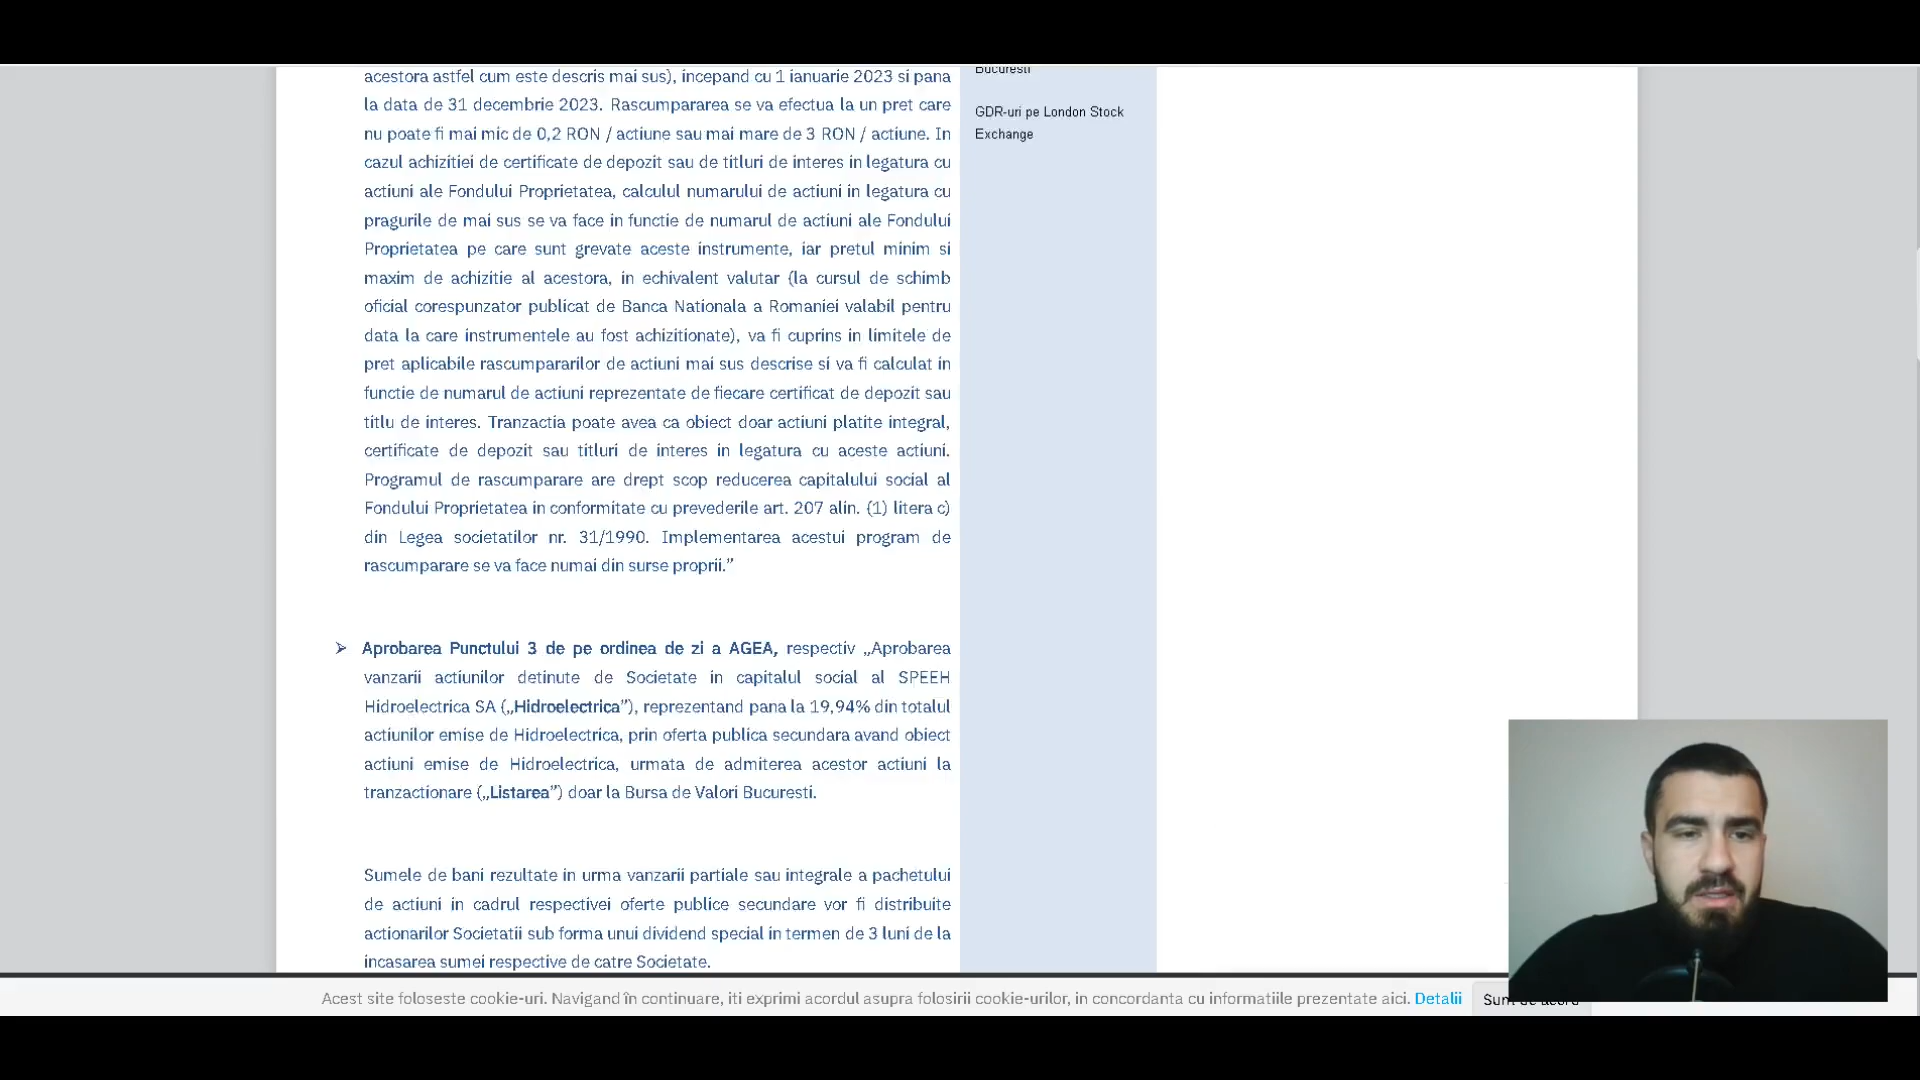 acestora astfel cum este descris mai sus), incepand cu 1 ianuarie 2023 si pana
la data de 31 decembrie 2023. Rascumpararea se va efectua la un pret care
nu poate fi mai mic de 0,2 RON / actiune sau mai mare de 3 RON / actiune. In
cazul achizitiei de certificate de depozit sau de titluri de interes in legatura cu
actiuni ale Fondului Proprietatea, calculul numarului de actiuni in legatura cu
pragurile de mai sus se va face in functie de numarul de actiuni ale Fondului
Proprietatea pe care sunt grevate aceste instrumente, iar pretul minim si
maxim de achizitie al acestora, in echivalent valutar (la cursul de schimb
oficial corespunzator publicat de Banca Nationala a Romaniei valabil pentru
data la care instrumentele au fost achizitionate), va fi cuprins in limitele de
pret aplicabile rascumpararilor de actiuni mai sus descrise si va fi calculat in
functie de numarul de actiuni reprezentate de fiecare certificat de depozit sau
titlu de interes. Tranzactia poate avea ca obiect doar actiuni platite integral,
certificate de depozit sau titluri de interes in legatura cu aceste actiuni.
Programul de rascumparare are drept scop reducerea capitalului social al
Fondului Proprietatea in conformitate cu prevederile art. 207 alin. (1) litera c)
din Legea societatilor nr. 31/1990. Implementarea acestui program de
rascumparare se va face numai din surse proprii.”
➢ Aprobarea Punctului 3 de pe ordinea de zi a AGEA, respectiv „Aprobarea
vanzarii actiunilor detinute de Societate in capitalul social al SPEEH
Hidroelectrica SA („Hidroelectrica”), reprezentand pana la 19,94% din totalul
actiunilor emise de Hidroelectrica, prin oferta publica secundara avand obiect
actiuni emise de Hidroelectrica, urmata de admiterea acestor actiuni la
tranzactionare („Listarea”) doar la Bursa de Valori Bucuresti.
Sumele de bani rezultate in urma vanzarii partiale sau integrale a pachetului
de actiuni in cadrul respectivei oferte publice secundare vor fi distribuite
actionarilor Societatii sub forma unui dividend special in termen de 3 luni de la
incasarea sumei respective de catre Societate.
Bucuresti
GDR-uri pe London Stock
Exchange
Acest site foloseste cookie-uri. Navigand în continuare, iti exprimi acordul asupra folosirii cookie-urilor, in concordanta cu informatiile prezentate aici. Detalii
Sunt de acord